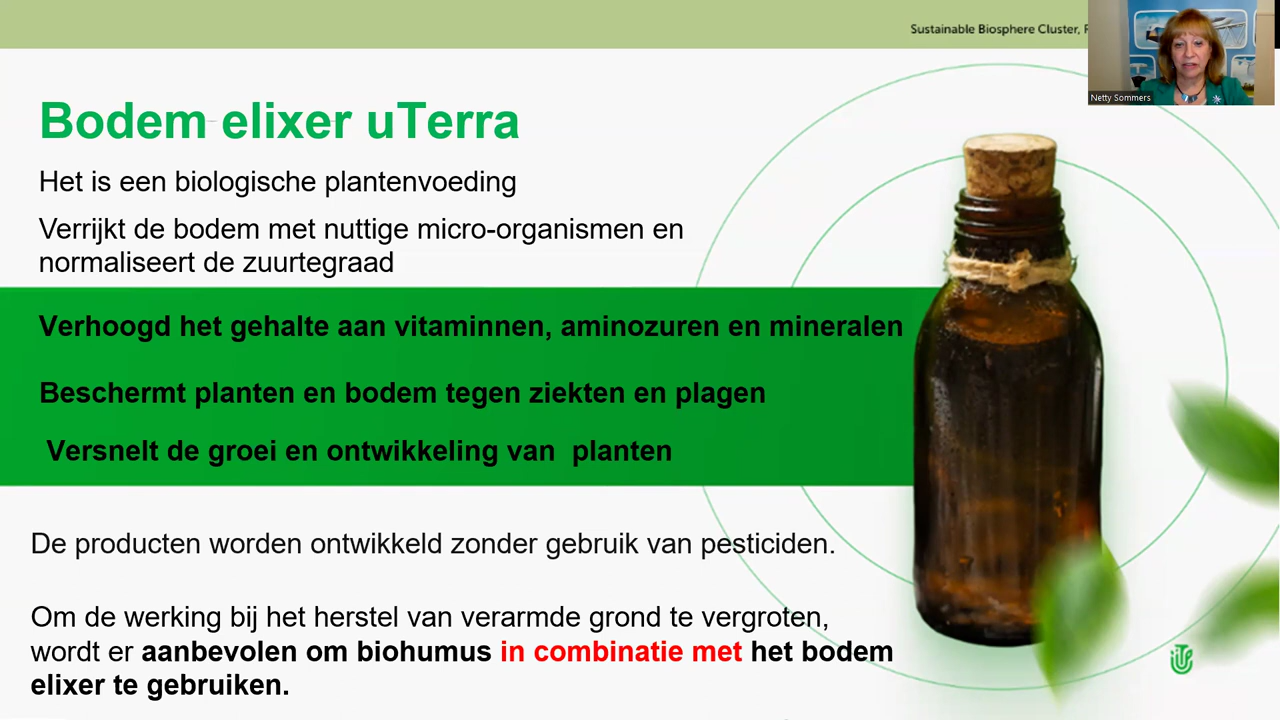 Sustainable Biosphere Cluster,
Netty Sommers
Bodem elixer uTerra
Het is een biologische plantenvoeding
Verrijkt de bodem met nuttige micro-organismen en
normaliseert de zuurtegraad
Verhoogd het gehalte aan vitaminnen, aminozuren en mineralen
Beschermt planten en bodem tegen ziekten en plagen
Versnelt de groei en ontwikkeling van planten
De producten worden ontwikkeld zonder gebruik van pesticiden.
Om de werking bij het herstel van verarmde grond te vergroten,
wordt er aanbevolen om biohumus in combinatie met het bodem
elixer te gebruiken.